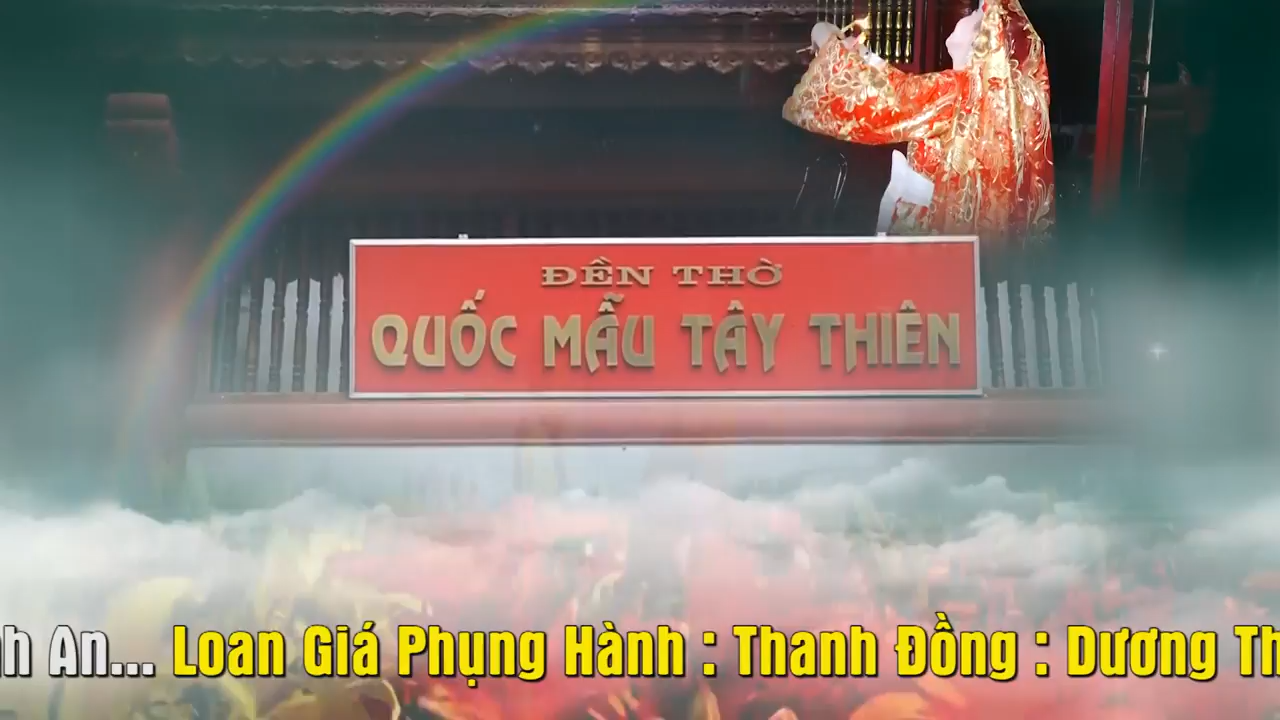 ĐỀN THỜ
QUỐC MẪU TÂY THIÊN
An... Loan Giá Phụng Hành : Thanh Đồng : Dương